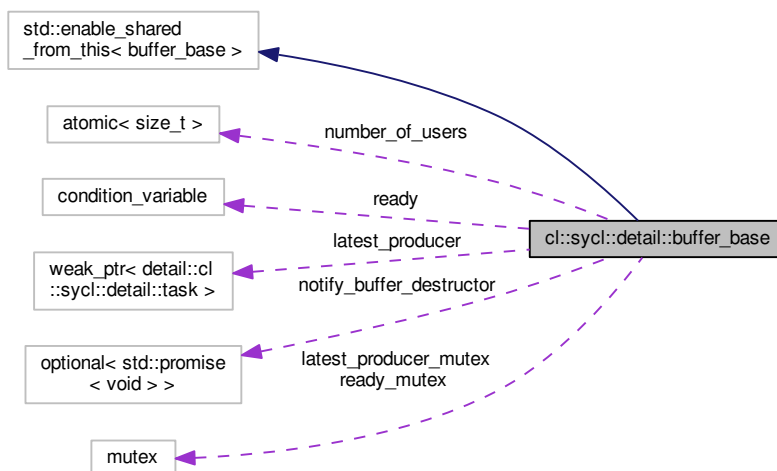 std::enable_shared
_from_this< buffer_base >
atomic< size_t >
number_of_users
condition_variable
ready
cl::sycl::detail::buffer_base
latest_producer
weak_ptr< detail::cl
::sycl::detail::task >
notify_buffer_destructor
optional< std::promise
< void > >
latest_producer_mutex
ready_mutex
mutex